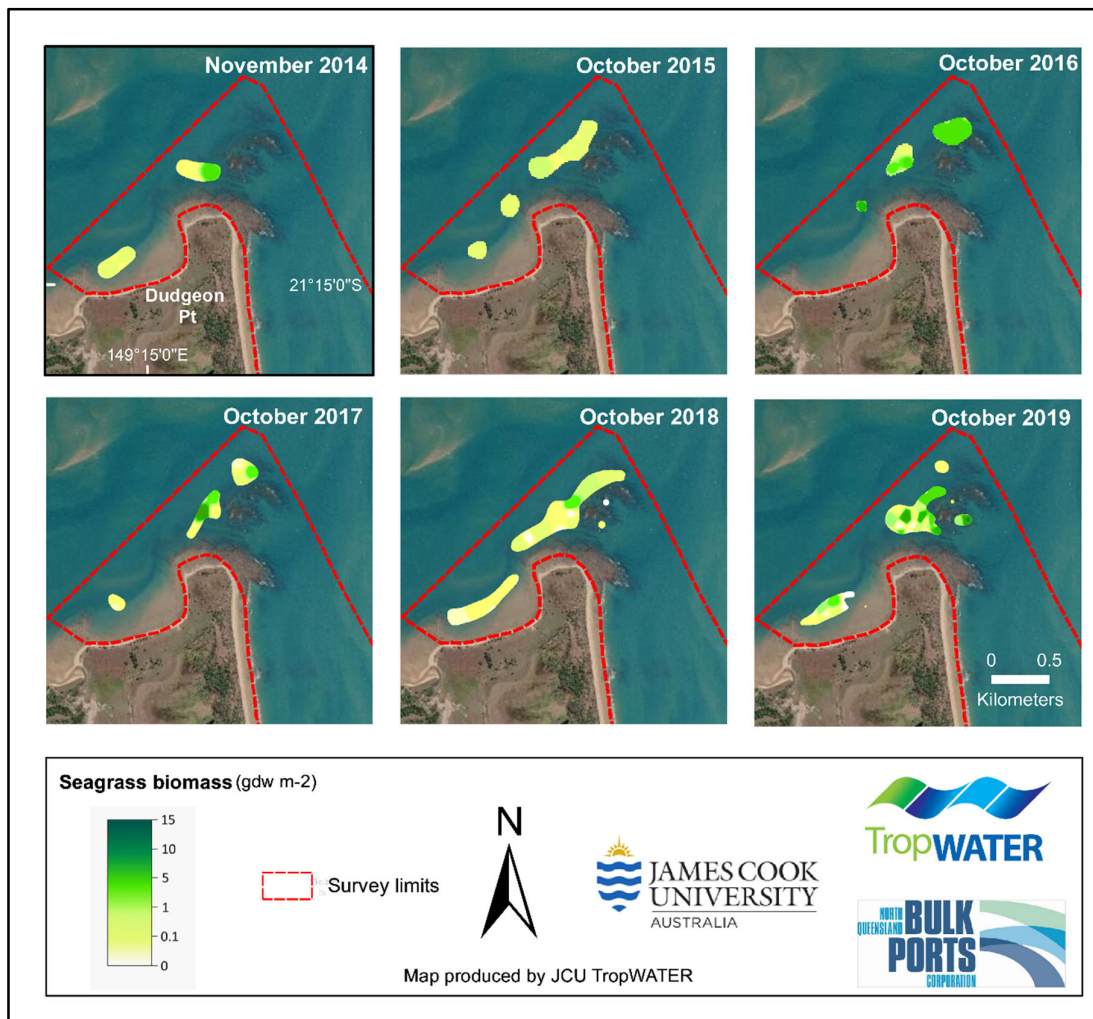 November 2014
October 2015
October 2016
21°15'0"S
Dudgeon
Pt
149°15'0"E
October 2017
October 2018
October 2019
0 0.5
Kilometers
Seagrass biomass (gdw m-2)
15
10
5
1
0.1
0
Survey limits
N
JAMES COOK
UNIVERSITY
AUSTRALIA
TropWATER
NORTH
QUEENSLAND
BULK
PORTS
CORPORATION
Map produced by JCU TropWATER